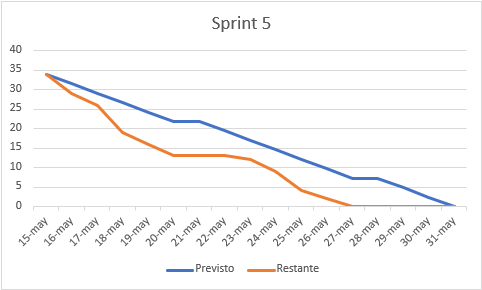 Sprint 5
40
35
30
25
20
15
10
5
0
15-may
16-may
17-may
18-may
19-may
20-may
21-may
22-may
23-may
24-may
25-may
26-may
27-may
28-may
29-may
30-may
31-may
Previsto Restante